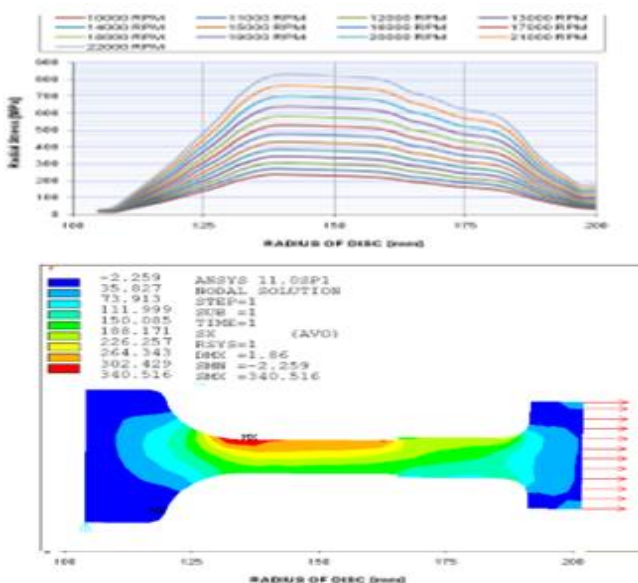 10000 RPM 11000 RPM 12000 RPM 13000 RPM
14000 RPM 15000 RPM 16000 RPM 17000 RPM
18000 RPM 19000 RPM 20000 RPM 21000 RPM
22000 RPM
Radial Stress [MPa]
900
800
700
600
500
400
300
200
100
0
100 125 150 175 200
RADIUS OF DISC [mm]
-2.259
35.827
73.913
111.999
150.085
188.171
226.257
264.343
302.429
340.516
ANSYS 11.0SP1
NODAL SOLUTION
STEP=1
SUB =1
TIME=1
SX (AVG)
RSYS=1
DMX =1.86
SMN =-2.259
SMX =340.516
MX
100 125 150 175 200
RADIUS OF DISC [mm]